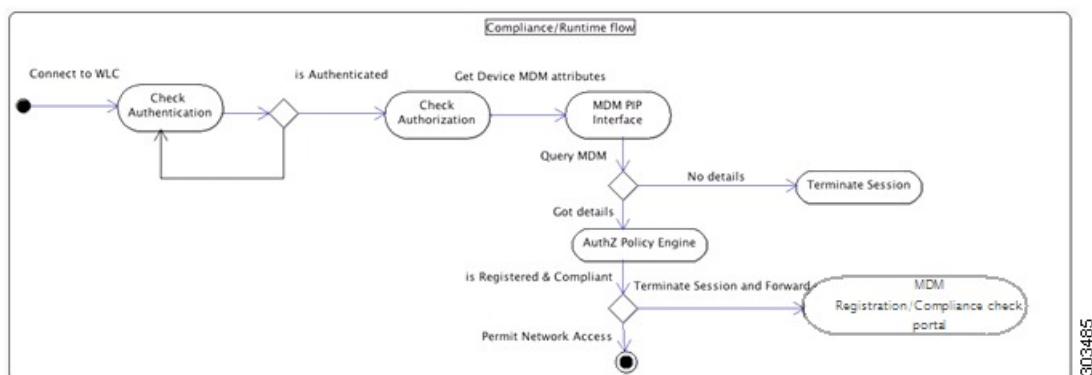 Compliance/Runtime flow
Connect to WLC
is Authenticated
Get Device MDM attributes
Check
Authentication
Check
Authorization
MDM PIP
Interface
Query MDM
No details
Terminate Session
Got details
AuthZ Policy Engine
is Registered & Compliant
Terminate Session and Forward
MDM
Registration/Compliance check
portal
Permit Network Access
303485